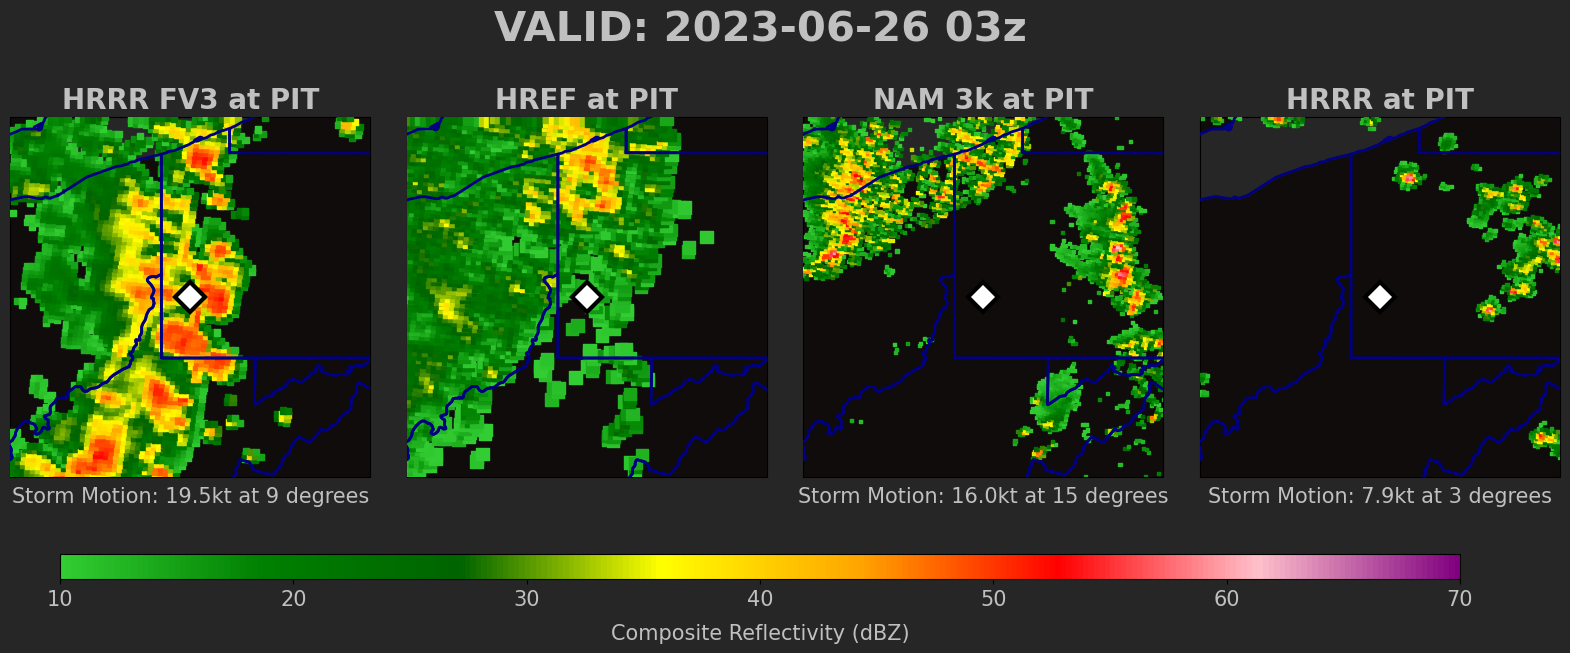 VALID: 2023-06-26 03z
HRRR FV3 at PIT
HREF at PIT
NAM 3k at PIT
HRRR at PIT
Storm Motion: 19.5kt at 9 degrees
Storm Motion: 16.0kt at 15 degrees
Storm Motion: 7.9kt at 3 degrees
10 20 30 40 50 60 70
Composite Reflectivity (dBZ)